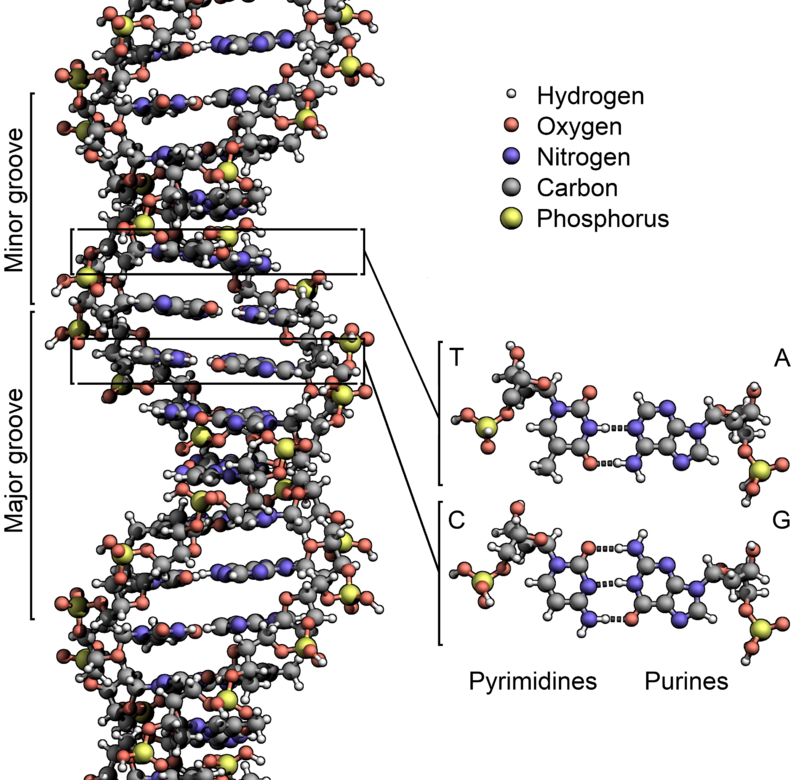 Minor groove
Major groove
Hydrogen
Oxygen
Nitrogen
Carbon
Phosphorus
T
A
C
G
Pyrimidines
Purines